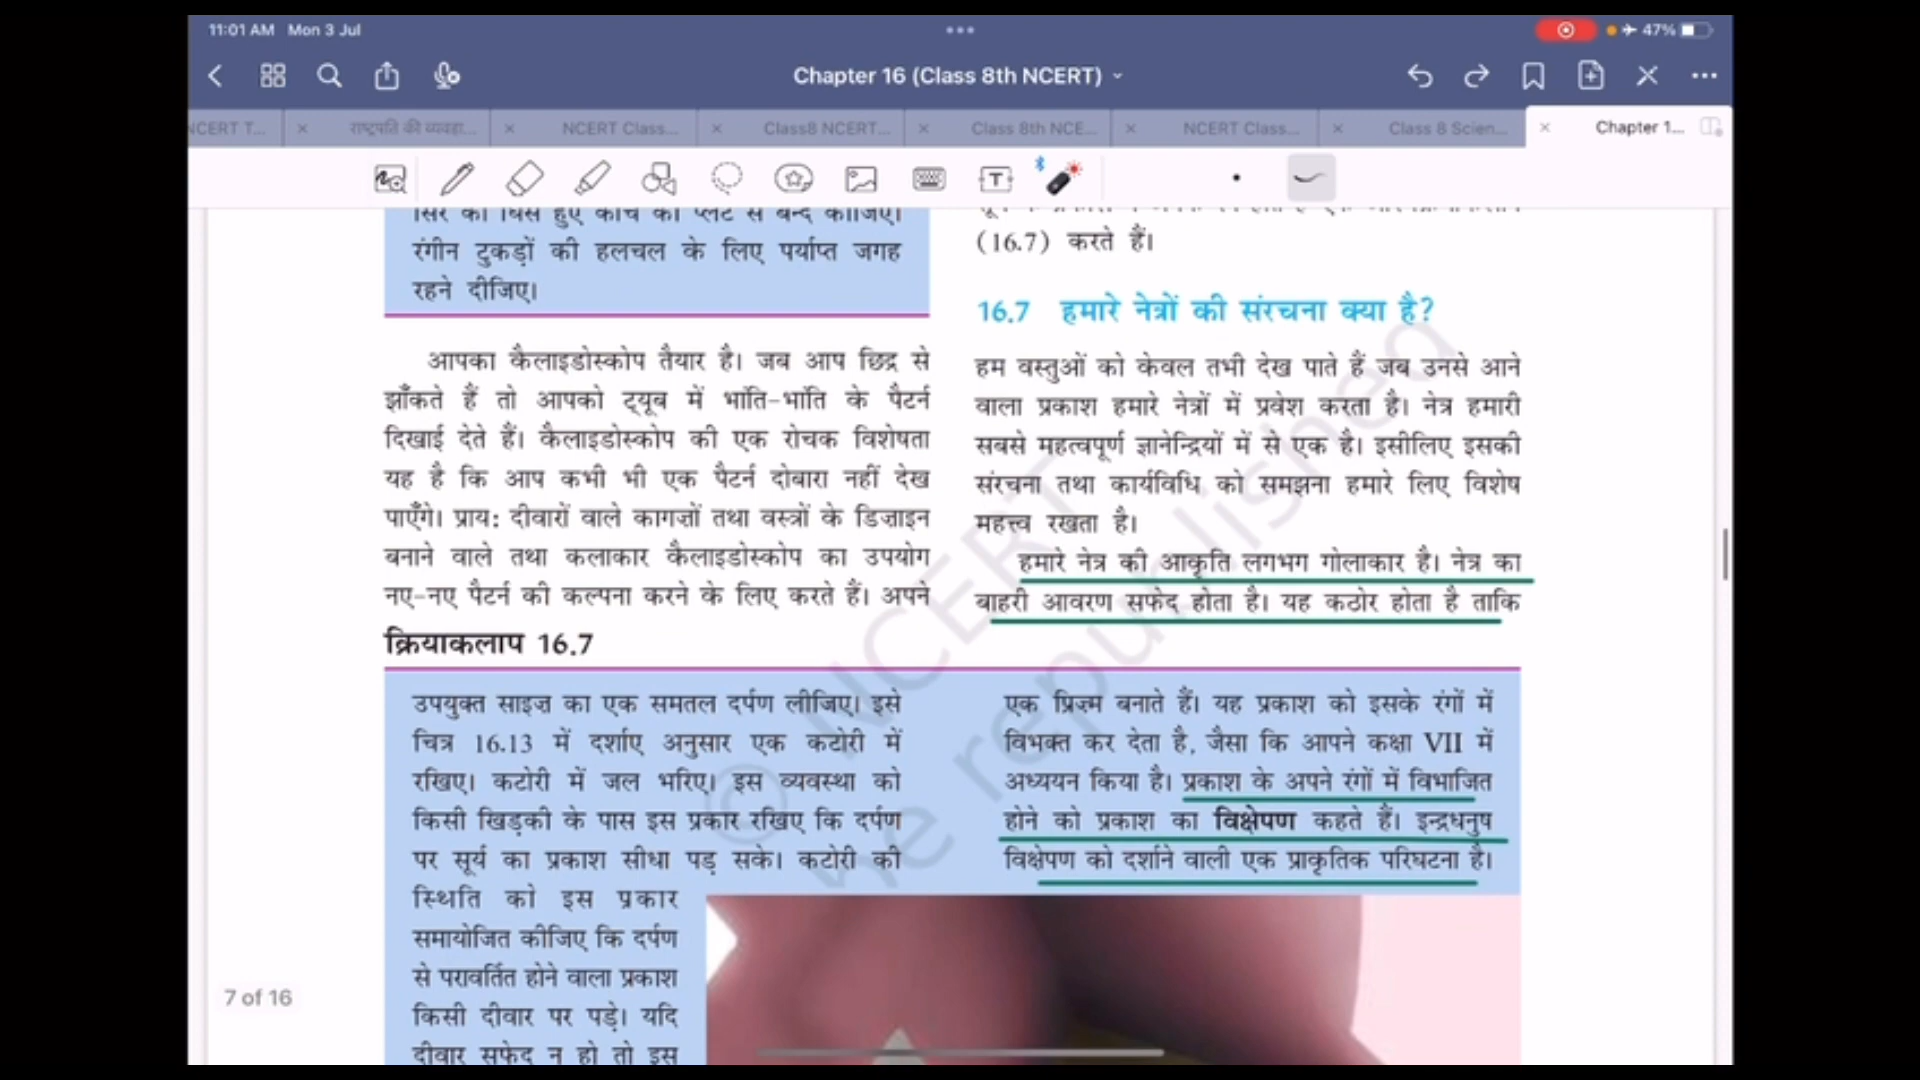 11:01 AM Mon 3 Jul
47%
Chapter 16 (Class 8th NCERT)
NCERT T...
राष्ट्रपति की व्यवहा...
NCERT Class...
Class8 NCERT...
Class 8th NCE...
NCERT Class...
Class 8 Scien...
Chapter 1...
सिरे को घिसे हुए काँच की प्लेट से बन्द कीजिए।
रंगीन टुकड़ों की हलचल के लिए पर्याप्त जगह
रहने दीजिए।
आपका कैलाइडोस्कोप तैयार है। जब आप छिद्र से
झाँकते हैं तो आपको ट्यूब में भांति-भांति के पैटर्न
दिखाई देते हैं। कैलाइडोस्कोप की एक रोचक विशेषता
यह है कि आप कभी भी एक पैटर्न दोबारा नहीं देख
पाएँगे। प्राय: दीवारों वाले कागज़ों तथा वस्त्रों के डिज़ाइन
बनाने वाले तथा कलाकार कैलाइडोस्कोप का उपयोग
नए-नए पैटर्न की कल्पना करने के लिए करते हैं। अपने
(16.7) करते हैं।
16.7 हमारे नेत्रों की संरचना क्या है?
हम वस्तुओं को केवल तभी देख पाते हैं जब उनसे आने
वाला प्रकाश हमारे नेत्रों में प्रवेश करता है। नेत्र हमारी
सबसे महत्वपूर्ण ज्ञानेन्द्रियों में से एक है। इसीलिए इसकी
संरचना तथा कार्यविधि को समझना हमारे लिए विशेष
महत्त्व रखता है।
हमारे नेत्र की आकृति लगभग गोलाकार है। नेत्र का
बाहरी आवरण सफेद होता है। यह कठोर होता है ताकि
क्रियाकलाप 16.7
उपयुक्त साइज़ का एक समतल दर्पण लीजिए। इसे
चित्र 16.13 में दर्शाए अनुसार एक कटोरी में
रखिए। कटोरी में जल भरिए। इस व्यवस्था को
किसी खिड़की के पास इस प्रकार रखिए कि दर्पण
पर सूर्य का प्रकाश सीधा पड़ सके। कटोरी की
स्थिति को इस प्रकार
समायोजित कीजिए कि दर्पण
से परावर्तित होने वाला प्रकाश
किसी दीवार पर पड़े। यदि
दीवार सफेद न हो तो इस
एक प्रिज़्म बनाते हैं। यह प्रकाश को इसके रंगों में
विभक्त कर देता है, जैसा कि आपने कक्षा VII में
अध्ययन किया है। प्रकाश के अपने रंगों में विभाजित
होने को प्रकाश का विक्षेपण कहते हैं। इन्द्रधनुष
विक्षेपण को दर्शाने वाली एक प्राकृतिक परिघटना है।
© NCERT
be republished
7 of 16